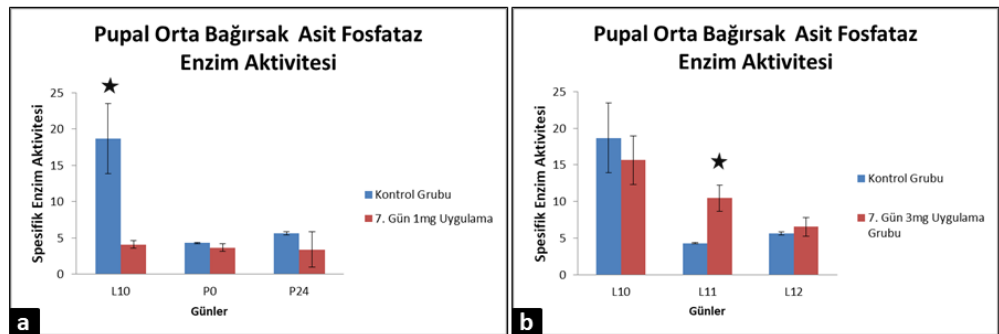 Pupal Orta Bağırsak Asit Fosfataz
Enzim Aktivitesi
25
20
15
10
5
0
Spesifik Enzim Aktivitesi
L10
P0
P24
Günler
Kontrol Grubu
7. Gün 1mg Uygulama
a
Pupal Orta Bağırsak Asit Fosfataz
Enzim Aktivitesi
25
20
15
10
5
0
Spesifik Enzim Aktivitesi
L10
L11
L12
Günler
Kontrol Grubu
7. Gün 3mg Uygulama
Grubu
b